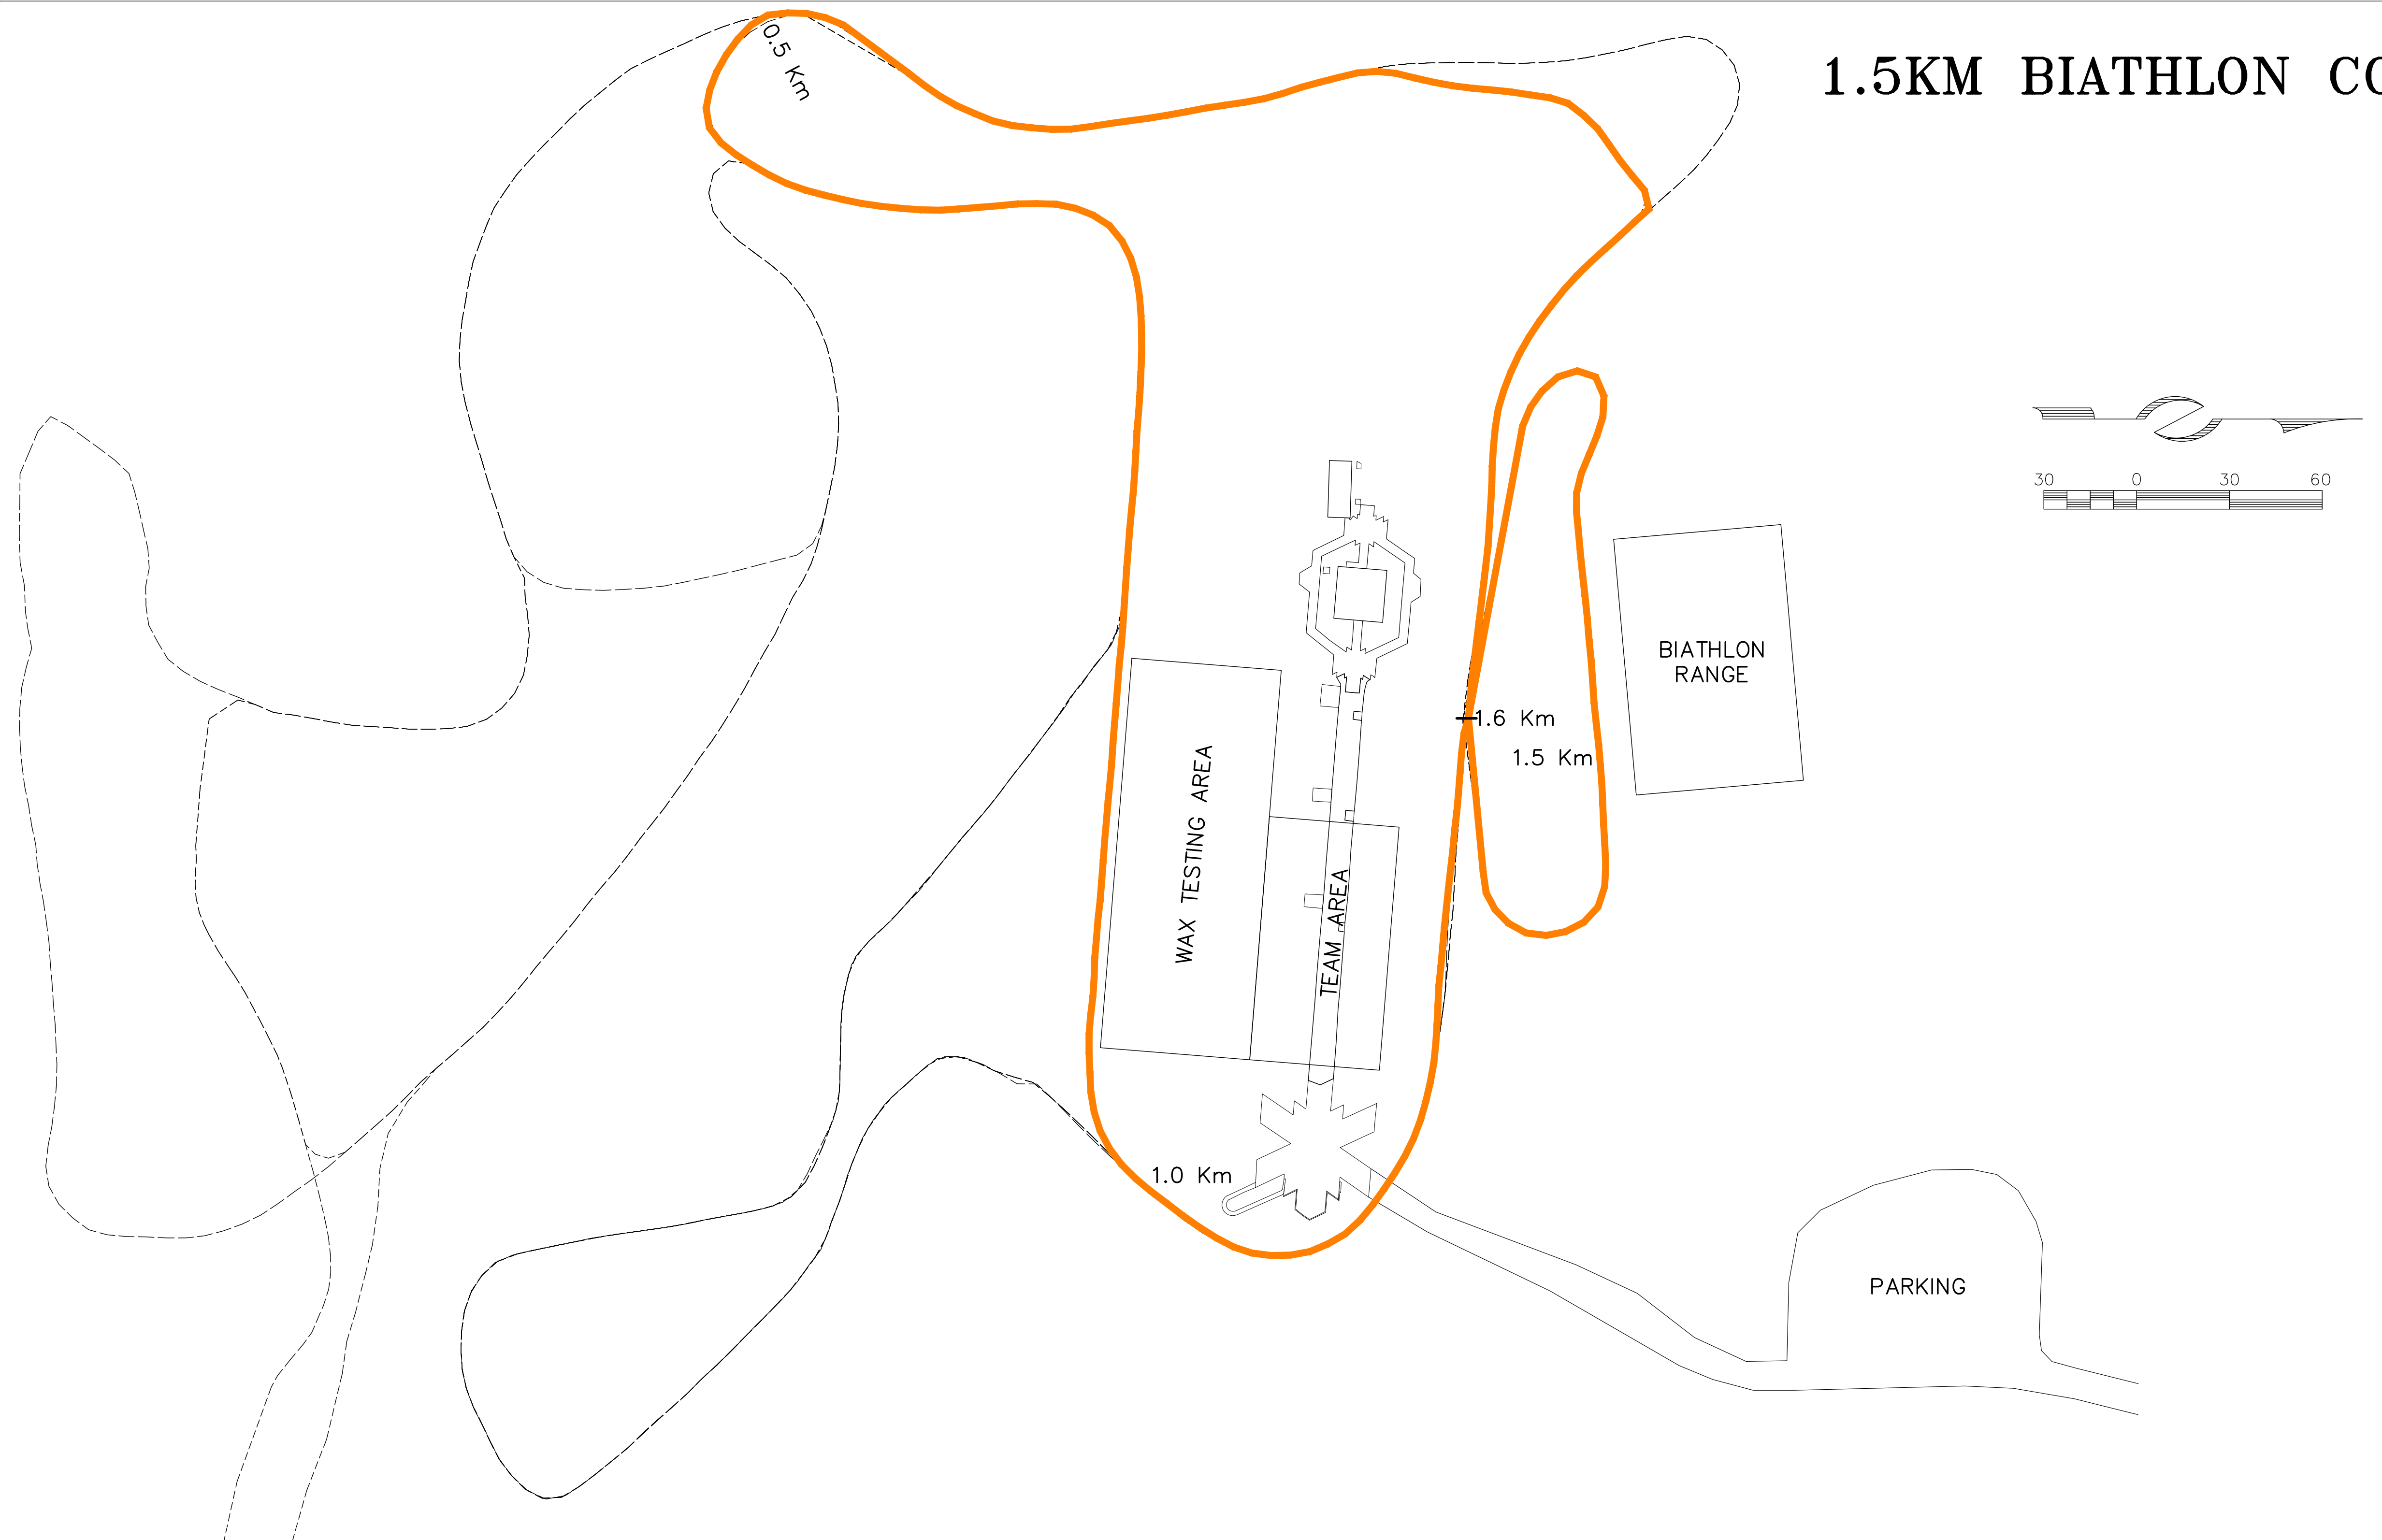 0.5 Km
1.5KM BIATHLON CO
30 0 30 60
BIATHLON
RANGE
1.6 Km
1.5 Km
WAX TESTING AREA
TEAM AREA
1.0 Km
PARKING